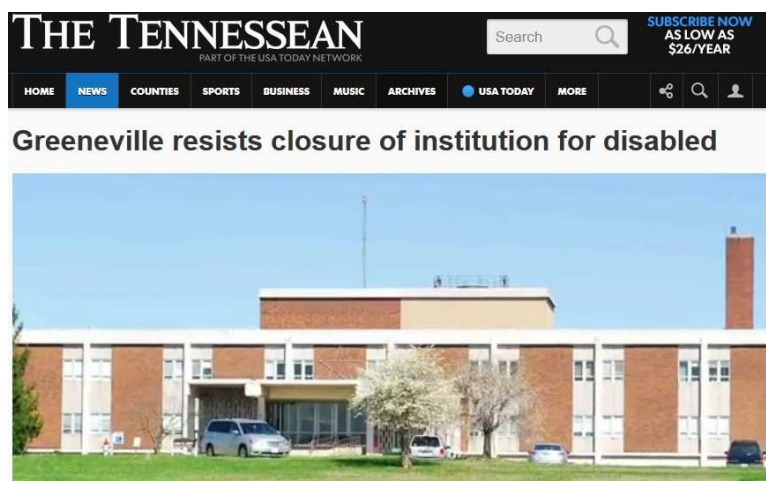 THE TENNESSEAN
PART OF THE USA TODAY NETWORK
Search
SUBSCRIBE NOW
AS LOW AS
$26/YEAR
HOME NEWS COUNTIES SPORTS BUSINESS MUSIC ARCHIVES USA TODAY MORE
Greeneville resists closure of institution for disabled